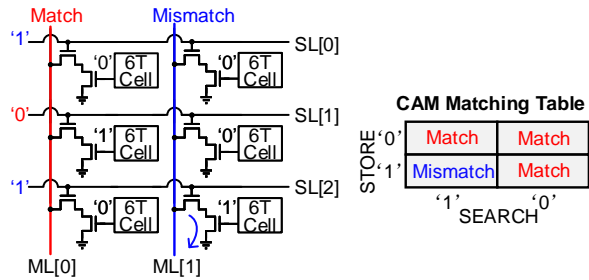 Match Mismatch
'1' SL[0]
'0' 6T Cell '0' 6T Cell
'0' SL[1]
'1' 6T Cell '0' 6T Cell
'1' SL[2]
'0' 6T Cell '1' 6T Cell
ML[0] ML[1]
CAM Matching Table
STORE
'0' Match Match
'1' Mismatch Match
'1' '0'
SEARCH